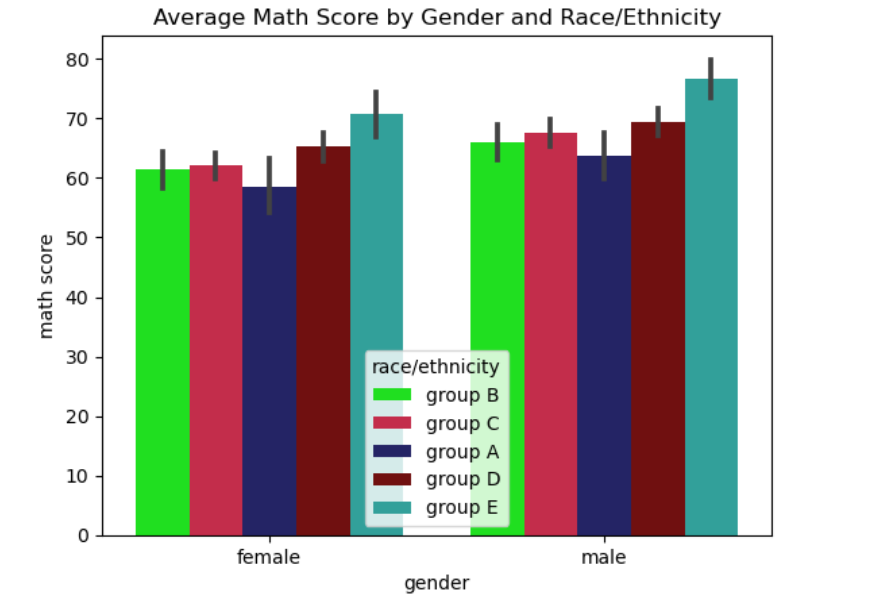 Average Math Score by Gender and Race/Ethnicity
80
70
60
50
40
30
20
10
0
math score
race/ethnicity
group B
group C
group A
group D
group E
female
male
gender